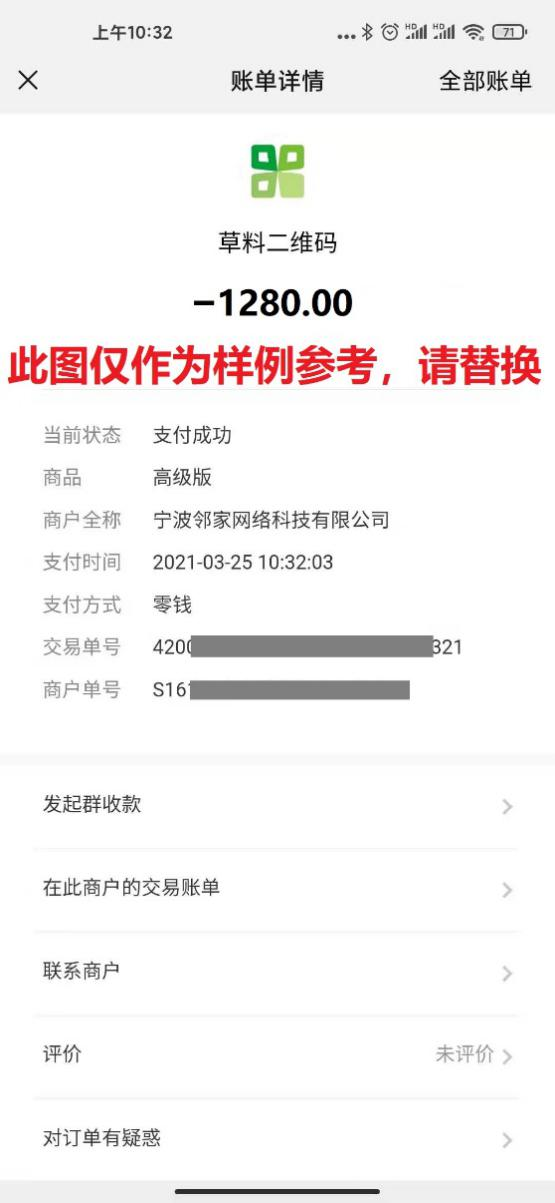 上午10:32
HD HD 71
账单详情 全部账单
草料二维码
-1280.00
此图仅作为样例参考，请替换
当前状态 支付成功
商品 高级版
商户全称 宁波邻家网络科技有限公司
支付时间 2021-03-25 10:32:03
支付方式 零钱
交易单号 4200 321
商户单号 S161
发起群收款
在此商户的交易账单
联系商户
评价 未评价
对订单有疑惑